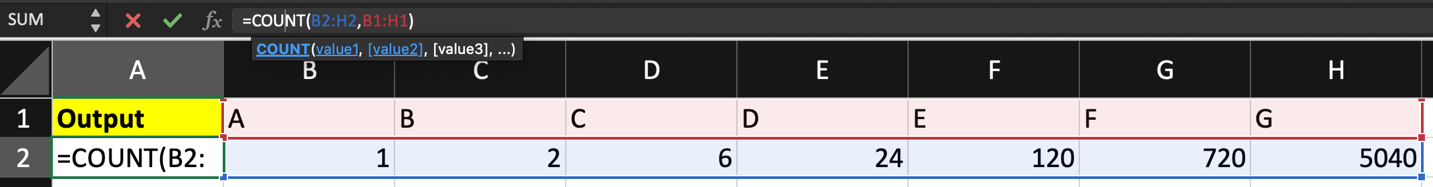 SUM fx =COUNT(B2:H2,B1:H1)
COUNT(value1, [value2], [value3], ...)
A B C D E F G H
1 Output A B C D E F G
2 =COUNT(B2: 1 2 6 24 120 720 5040